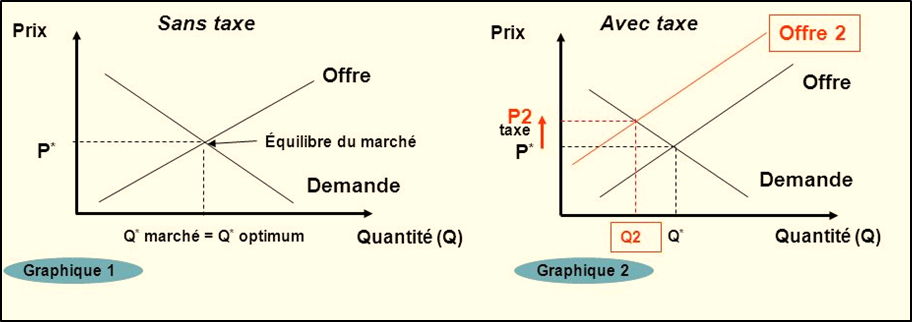 Sans taxe
Prix
Offre
P*
Équilibre du marché
Demande
Q* marché = Q* optimum
Quantité (Q)
Graphique 1
Avec taxe
Prix
Offre 2
Offre
P2
taxe
P*
Demande
Q2
Q*
Quantité (Q)
Graphique 2